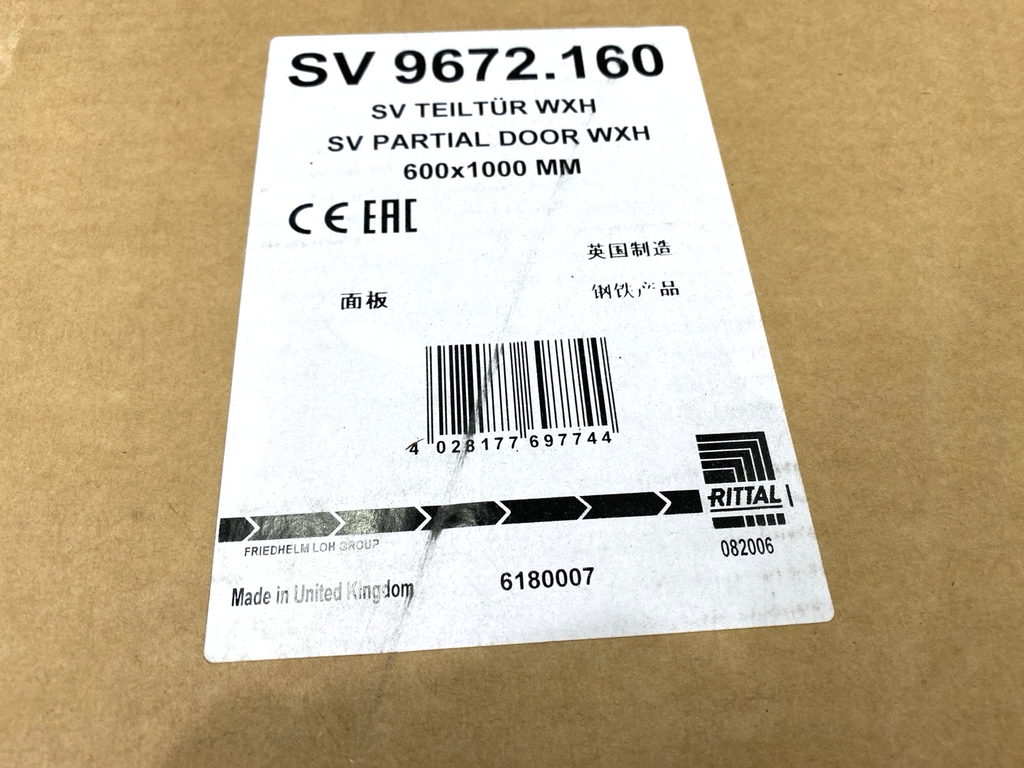 SV 9672.160
SV TEILTÜR WXH
SV PARTIAL DOOR WXH
600x1000 MM
CE EAC
英国制造
面板
钢铁产品
4 028177 697744
RITTAL
FRIEDHELM LOH GROUP
082006
Made in United Kingdom
6180007